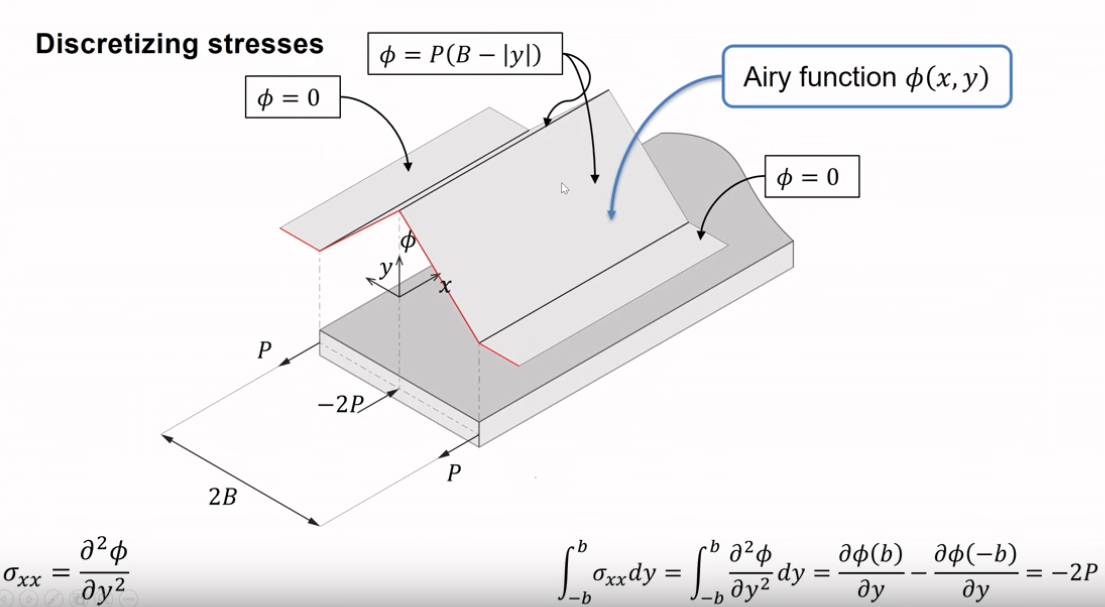 Discretizing stresses
ϕ = P(B − |y|)
ϕ = 0
Airy function ϕ(x, y)
ϕ = 0
ϕ
y
x
P
−2P
P
2B
σ_xx = ∂²ϕ/∂y²
∫_{−b}^{b} σ_xx dy = ∫_{−b}^{b} ∂²ϕ/∂y² dy = ∂ϕ(b)/∂y − ∂ϕ(−b)/∂y = −2P